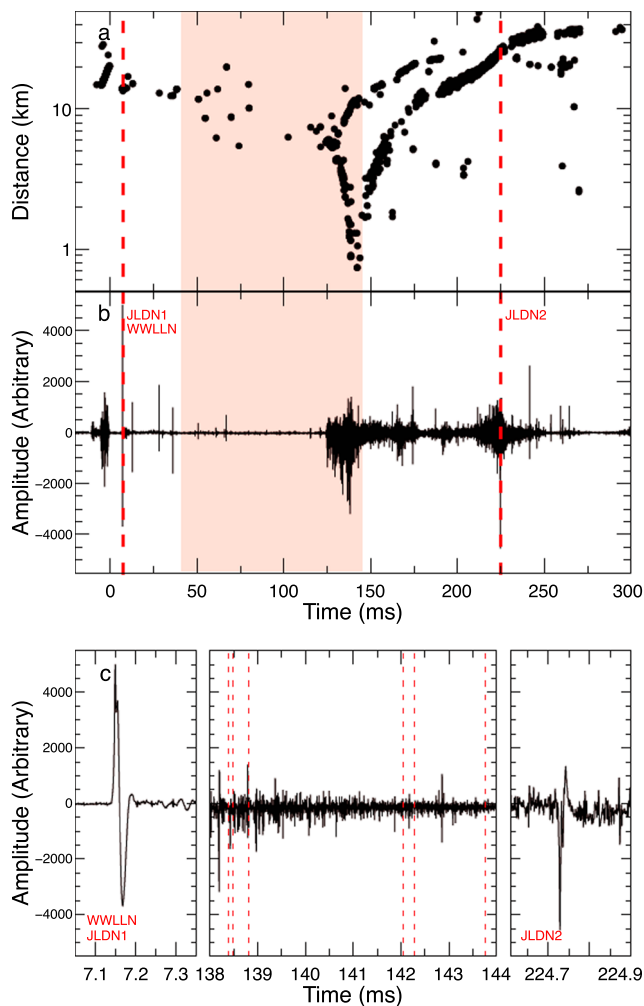 a
10
1
Distance (km)
b
JLDN1
WWLLN
JLDN2
4000
2000
0
−2000
−4000
Amplitude (Arbitrary)
0 50 100 150 200 250 300
Time (ms)
c
4000
2000
0
−2000
−4000
Amplitude (Arbitrary)
WWLLN
JLDN1
JLDN2
7.1 7.2 7.3 138 139 140 141 142 143 144 224.7 224.9
Time (ms)